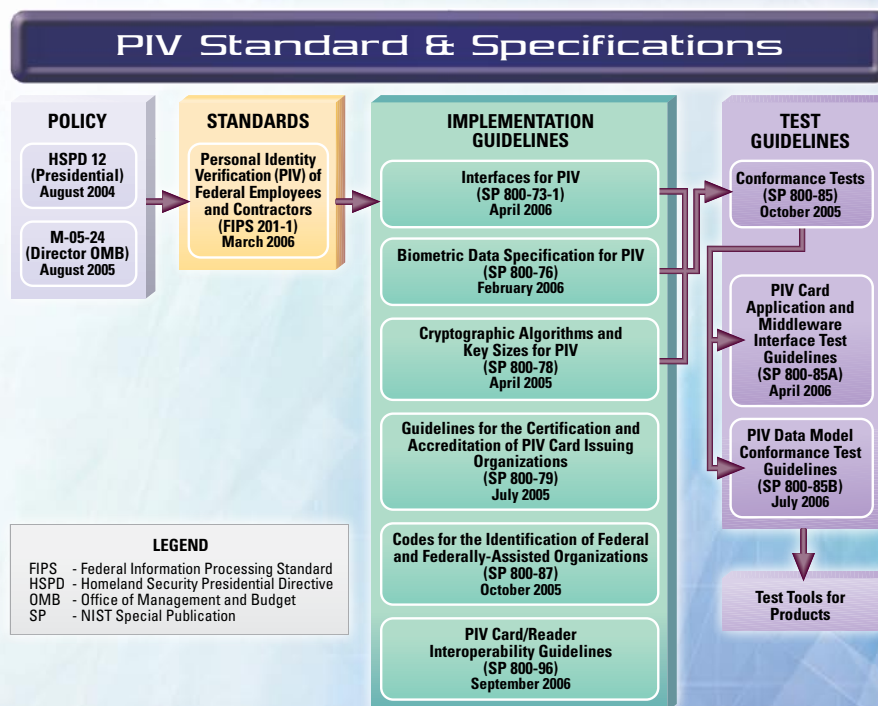 PIV Standard & Specifications
POLICY
HSPD 12
(Presidential)
August 2004
M-05-24
(Director OMB)
August 2005
STANDARDS
Personal Identity
Verification (PIV) of
Federal Employees
and Contractors
(FIPS 201-1)
March 2006
IMPLEMENTATION
GUIDELINES
Interfaces for PIV
(SP 800-73-1)
April 2006
Biometric Data Specification for PIV
(SP 800-76)
February 2006
Cryptographic Algorithms and
Key Sizes for PIV
(SP 800-78)
April 2005
Guidelines for the Certification and
Accreditation of PIV Card Issuing
Organizations
(SP 800-79)
July 2005
Codes for the Identification of Federal
and Federally-Assisted Organizations
(SP 800-87)
October 2005
PIV Card/Reader
Interoperability Guidelines
(SP 800-96)
September 2006
TEST
GUIDELINES
Conformance Tests
(SP 800-85)
October 2005
PIV Card
Application and
Middleware
Interface Test
Guidelines
(SP 800-85A)
April 2006
PIV Data Model
Conformance Test
Guidelines
(SP 800-85B)
July 2006
Test Tools for
Products
LEGEND
FIPS - Federal Information Processing Standard
HSPD - Homeland Security Presidential Directive
OMB - Office of Management and Budget
SP - NIST Special Publication